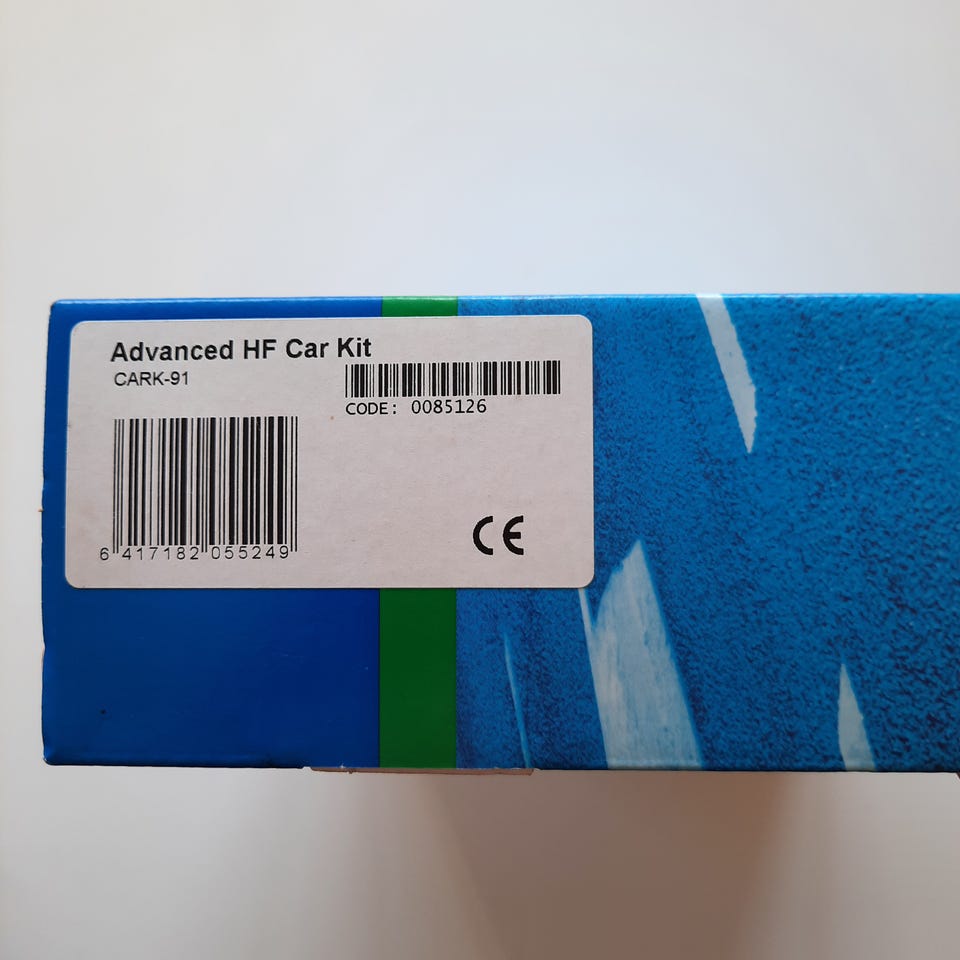 Advanced HF Car Kit
CARK-91
CODE: 0085126
6 417182 055249
CE